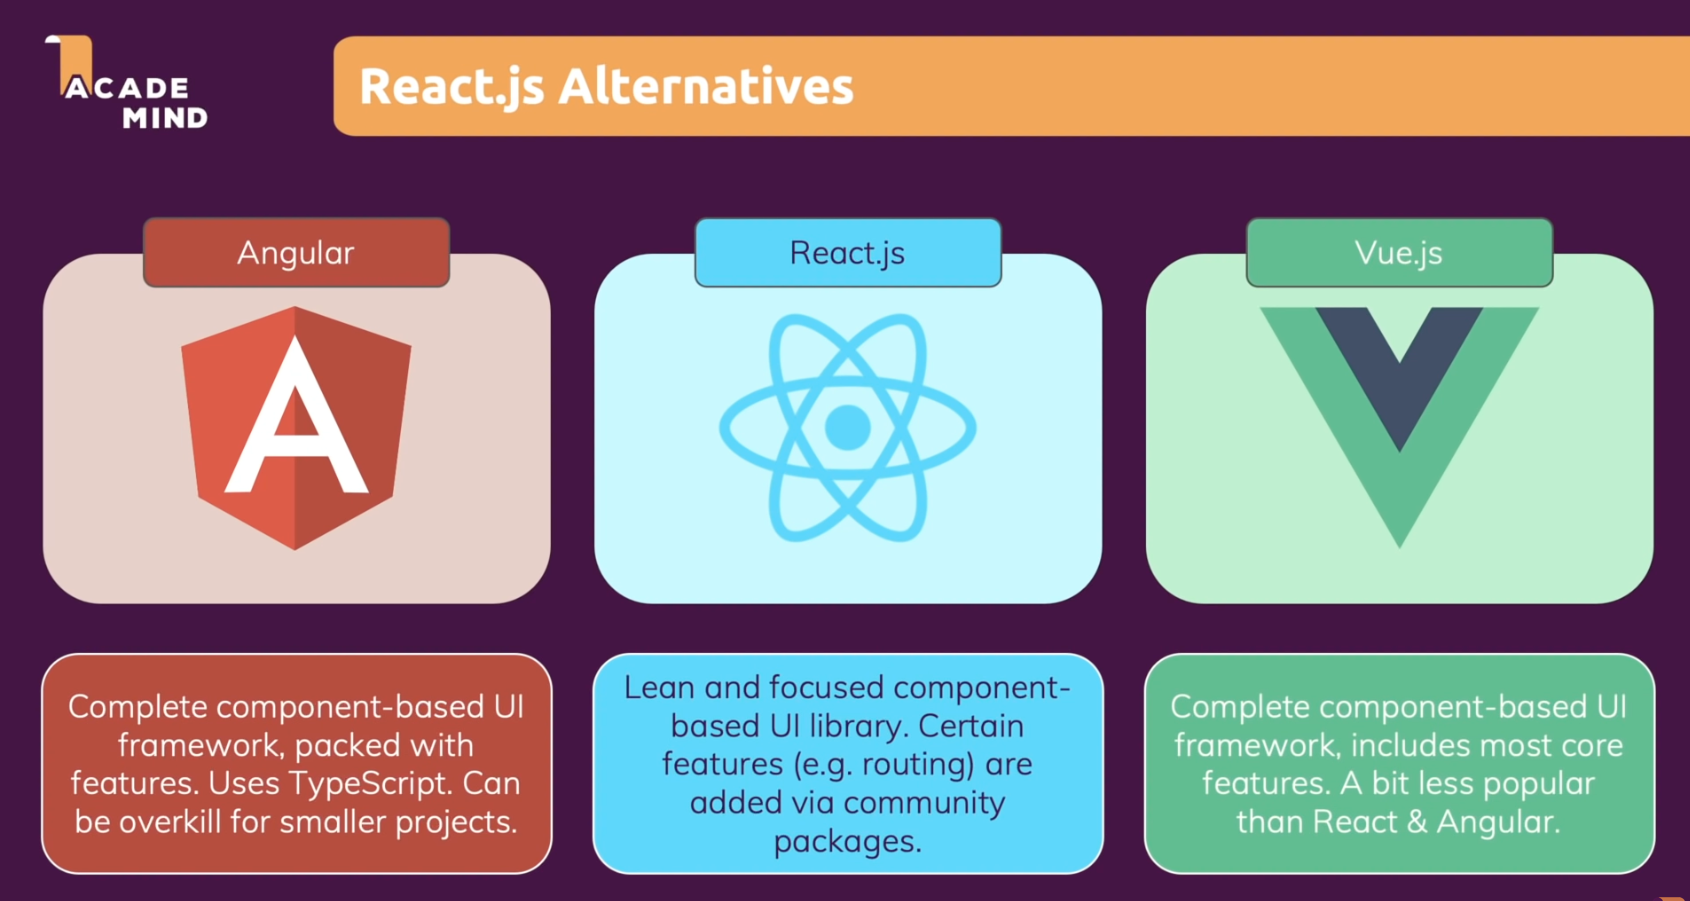 ACADE
MIND
React.js Alternatives
Angular
React.js
Vue.js
Complete component-based UI
framework, packed with
features. Uses TypeScript. Can
be overkill for smaller projects.
Lean and focused component-
based UI library. Certain
features (e.g. routing) are
added via community
packages.
Complete component-based UI
framework, includes most core
features. A bit less popular
than React & Angular.